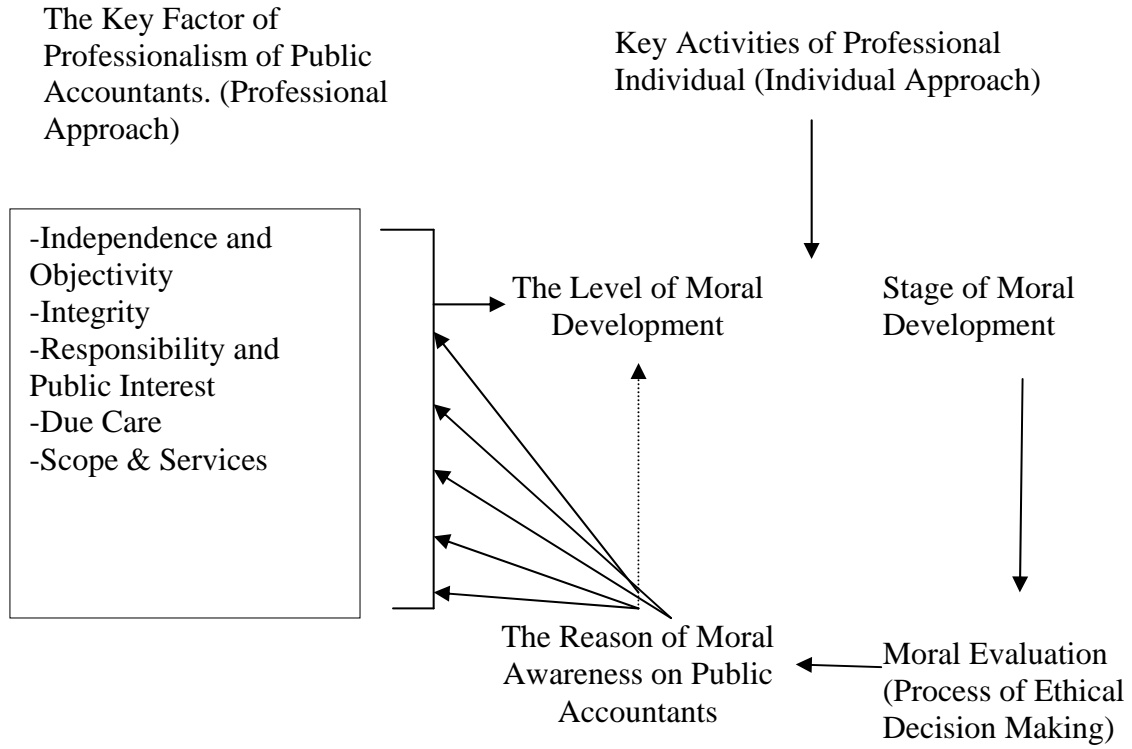 The Key Factor of
Professionalism of Public
Accountants. (Professional
Approach)
Key Activities of Professional
Individual (Individual Approach)
-Independence and
Objectivity
-Integrity
-Responsibility and
Public Interest
-Due Care
-Scope & Services
The Level of Moral
Development
Stage of Moral
Development
The Reason of Moral
Awareness on Public
Accountants
Moral Evaluation
(Process of Ethical
Decision Making)